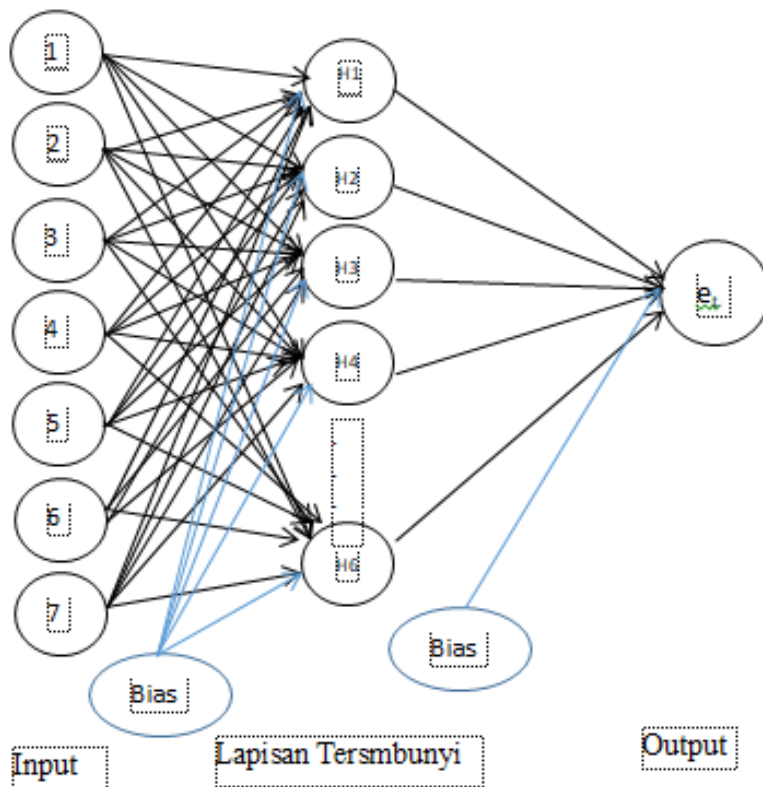 1
2
3
4
5
6
7
H1
H2
H3
H4
.
.
.
H6
e,
Bias
Bias
Input
Lapisan Tersmbunyi
Output